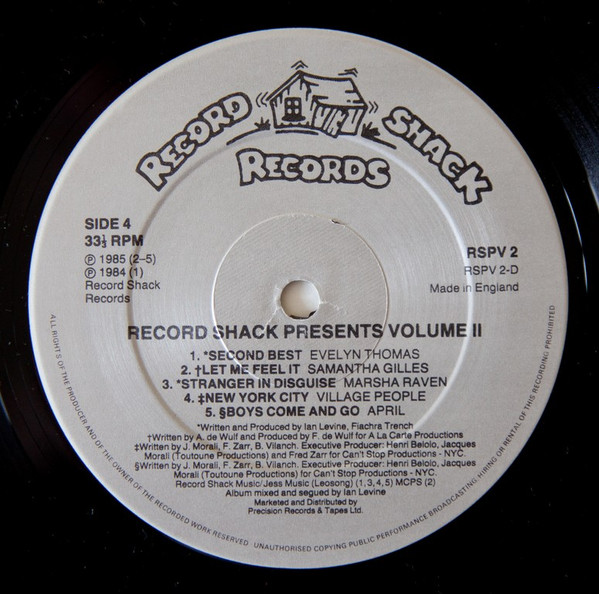 RECORD SHACK
RECORDS
SIDE 4
33⅓ RPM
Ⓟ 1985 (2-5)
Ⓟ 1984 (1)
Record Shack
Records
RSPV 2
RSPV 2-D
Made in England
RECORD SHACK PRESENTS VOLUME II
1. *SECOND BEST EVELYN THOMAS
2. †LET ME FEEL IT SAMANTHA GILLES
3. *STRANGER IN DISGUISE MARSHA RAVEN
4. ‡NEW YORK CITY VILLAGE PEOPLE
5. §BOYS COME AND GO APRIL
*Written and Produced by Ian Levine, Fiachra Trench
†Written by A. de Wulf and Produced by F. de Wulf for A La Carte Productions
‡Written by J. Morali, F. Zarr, B. Vilanch. Executive Producer: Henri Belolo, Jacques
Morali (Toutoune Productions) and Fred Zarr for Can't Stop Productions - NYC.
§Written by J. Morali, F. Zarr, B. Vilanch. Executive Producer: Henri Belolo, Jacques
Morali (Toutoune Productions) for Can't Stop Productions - NYC.
Record Shack Music/Jess Music (Leosong) (1, 3, 4, 5) MCPS (2)
Album mixed and segued by Ian Levine
Marketed and Distributed by
Precision Records & Tapes Ltd.
ALL RIGHTS OF THE PRODUCER AND OF THE OWNER OF THE RECORDED WORK RESERVED . UNAUTHORISED COPYING PUBLIC PERFORMANCE BROADCASTING HIRING OR RENTAL OF THIS RECORDING PROHIBITED